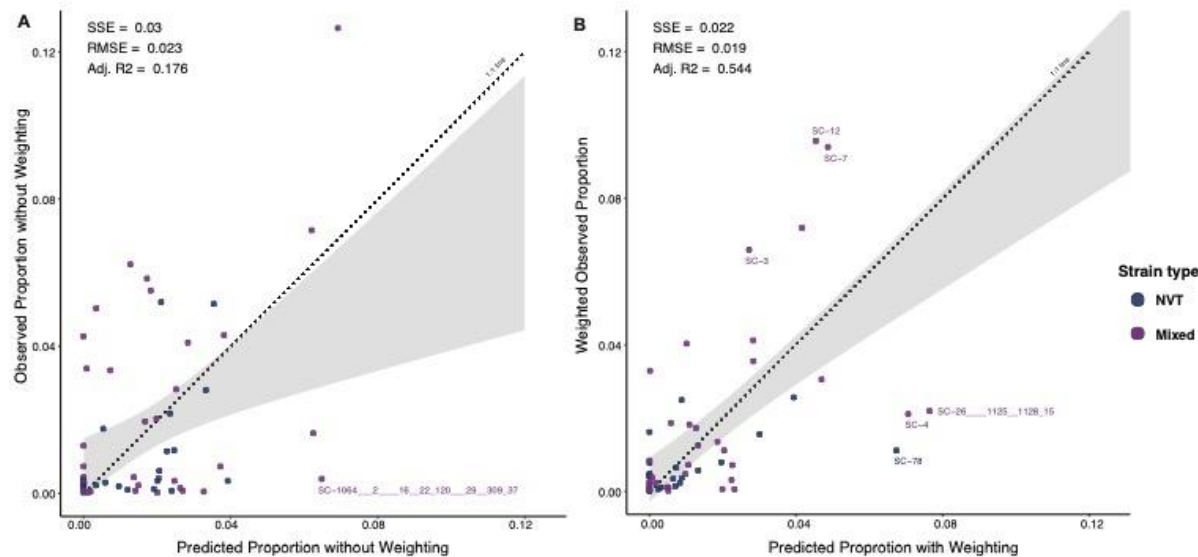 A
SSE = 0.03
RMSE = 0.023
Adj. R2 = 0.176
1:1 line
Observed Proportion without Weighting
0.12
0.08
0.04
0.00
SC-1064___2____16__22_120___29__309_37
0.00
0.04
0.08
0.12
Predicted Proportion without Weighting
B
SSE = 0.022
RMSE = 0.019
Adj. R2 = 0.544
1:1 line
Weighted Observed Proportion
0.12
0.08
0.04
0.00
SC-12
SC-7
SC-3
SC-26____1125__1128_15
SC-4
SC-78
0.00
0.04
0.08
0.12
Predicted Proprotion with Weighting
Strain type
NVT
Mixed